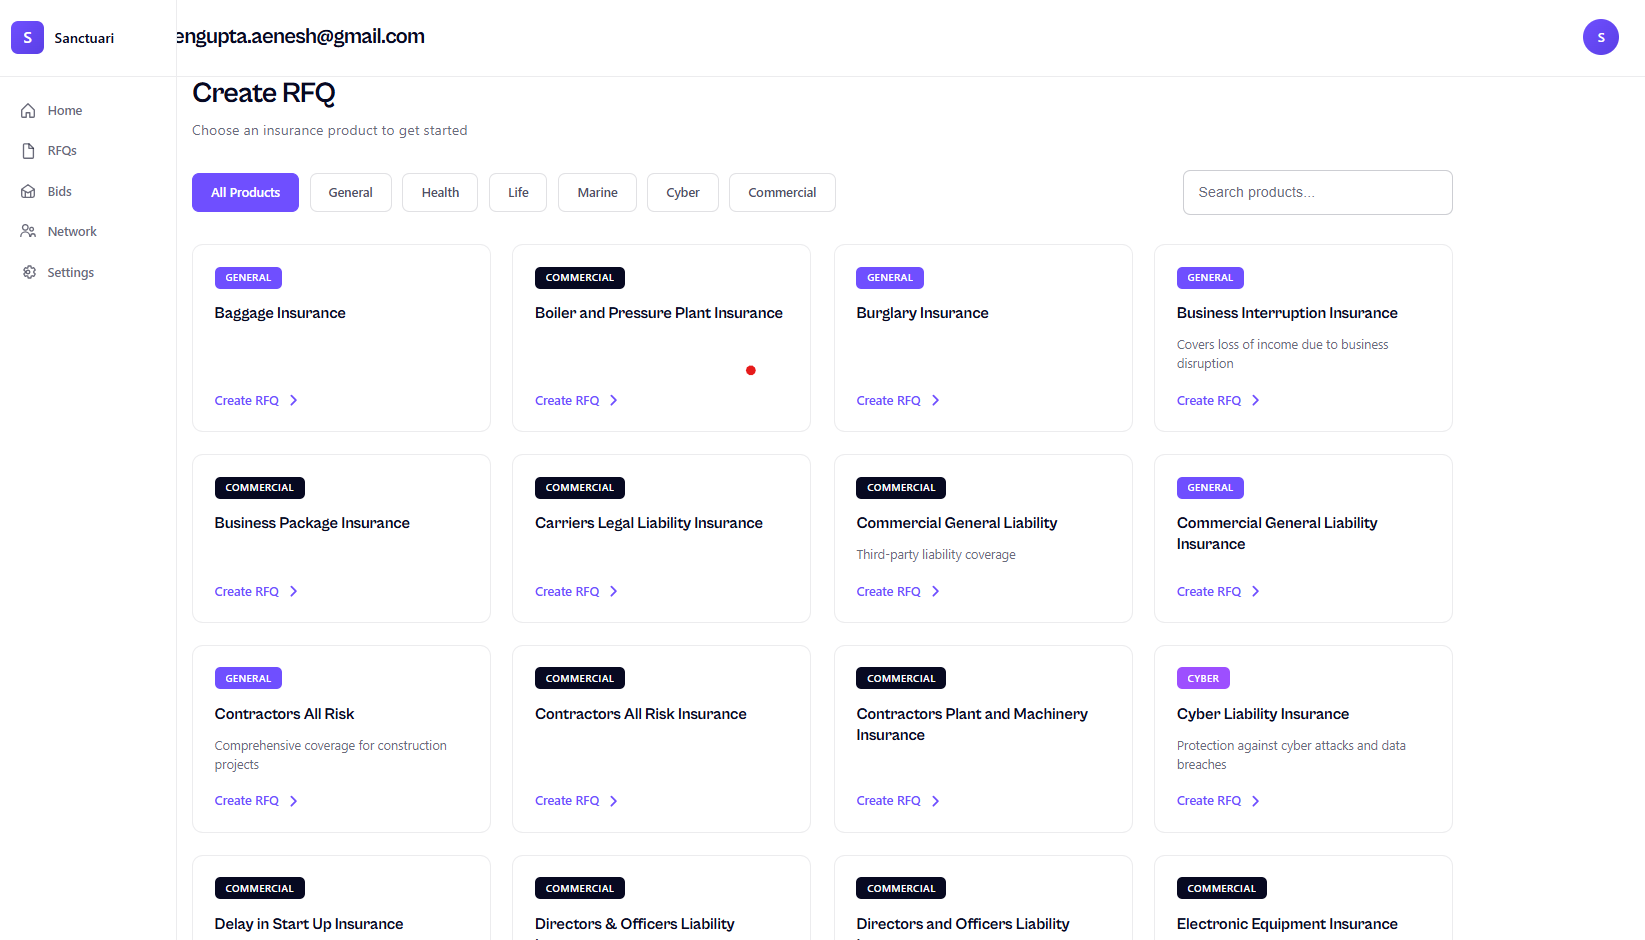 S Sanctuari
engupta.aenesh@gmail.com
S
Home
RFQs
Bids
Network
Settings
Create RFQ
Choose an insurance product to get started
All Products General Health Life Marine Cyber Commercial Search products...
GENERAL
Baggage Insurance
Create RFQ
COMMERCIAL
Boiler and Pressure Plant Insurance
Create RFQ
GENERAL
Burglary Insurance
Create RFQ
GENERAL
Business Interruption Insurance
Covers loss of income due to business
disruption
Create RFQ
COMMERCIAL
Business Package Insurance
Create RFQ
COMMERCIAL
Carriers Legal Liability Insurance
Create RFQ
COMMERCIAL
Commercial General Liability
Third-party liability coverage
Create RFQ
GENERAL
Commercial General Liability
Insurance
Create RFQ
GENERAL
Contractors All Risk
Comprehensive coverage for construction
projects
Create RFQ
COMMERCIAL
Contractors All Risk Insurance
Create RFQ
COMMERCIAL
Contractors Plant and Machinery
Insurance
Create RFQ
CYBER
Cyber Liability Insurance
Protection against cyber attacks and data
breaches
Create RFQ
COMMERCIAL
Delay in Start Up Insurance
COMMERCIAL
Directors & Officers Liability
COMMERCIAL
Directors and Officers Liability
COMMERCIAL
Electronic Equipment Insurance